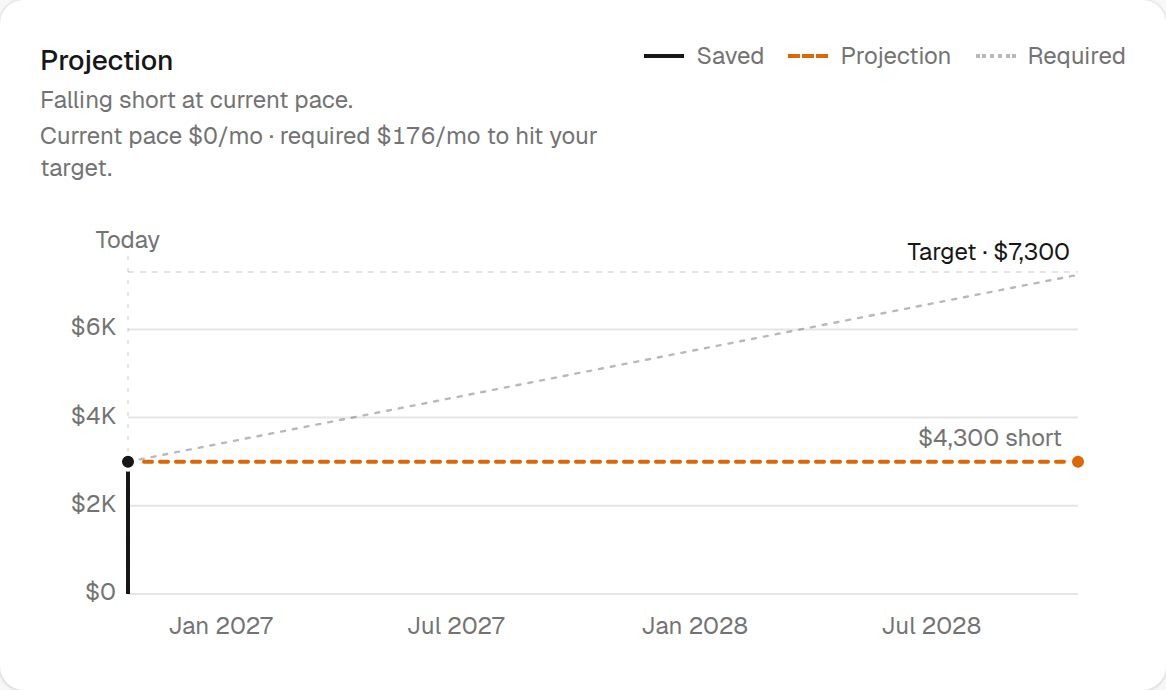 Projection
Saved
Projection
Required
Falling short at current pace.
Current pace $0/mo · required $176/mo to hit your
target.
Today
Target · $7,300
$6K
$4K
$4,300 short
$2K
$0
Jan 2027
Jul 2027
Jan 2028
Jul 2028